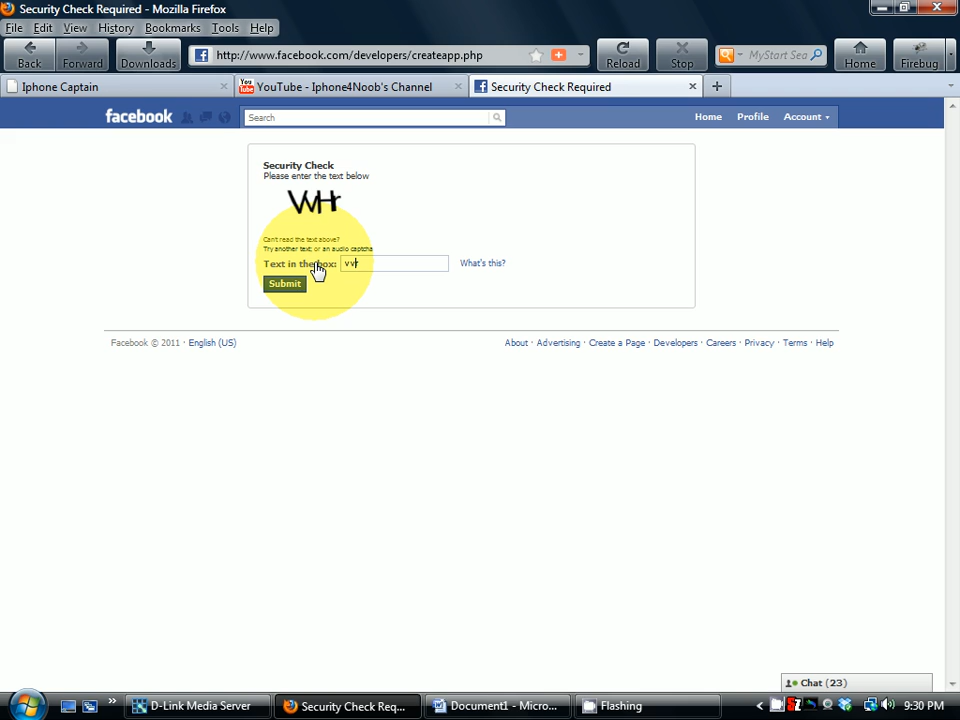 Security Check Required - Mozilla Firefox
File Edit View History Bookmarks Tools Help
Back Forward Downloads http://www.facebook.com/developers/createapp.php Reload Stop MyStart Sea Home Firebug
Iphone Captain YouTube - Iphone4Noob's Channel Security Check Required
facebook Search Home Profile Account
Security Check
Please enter the text below
Can't read the text above?
Try another text; or an audio captcha
Text in the box: What's this?
Submit
Facebook © 2011 · English (US) About · Advertising · Create a Page · Developers · Careers · Privacy · Terms · Help
Chat (23)
D-Link Media Server Security Check Req... Document1 - Micro... Flashing 9:30 PM